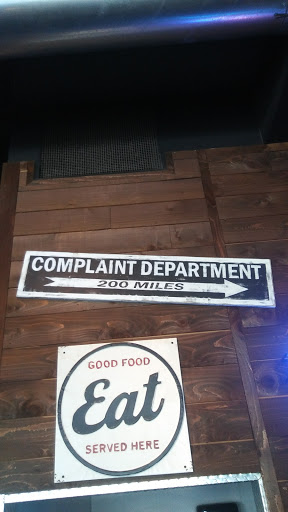 COMPLAINT DEPARTMENT
200 MILES
GOOD FOOD
Eat
SERVED HERE